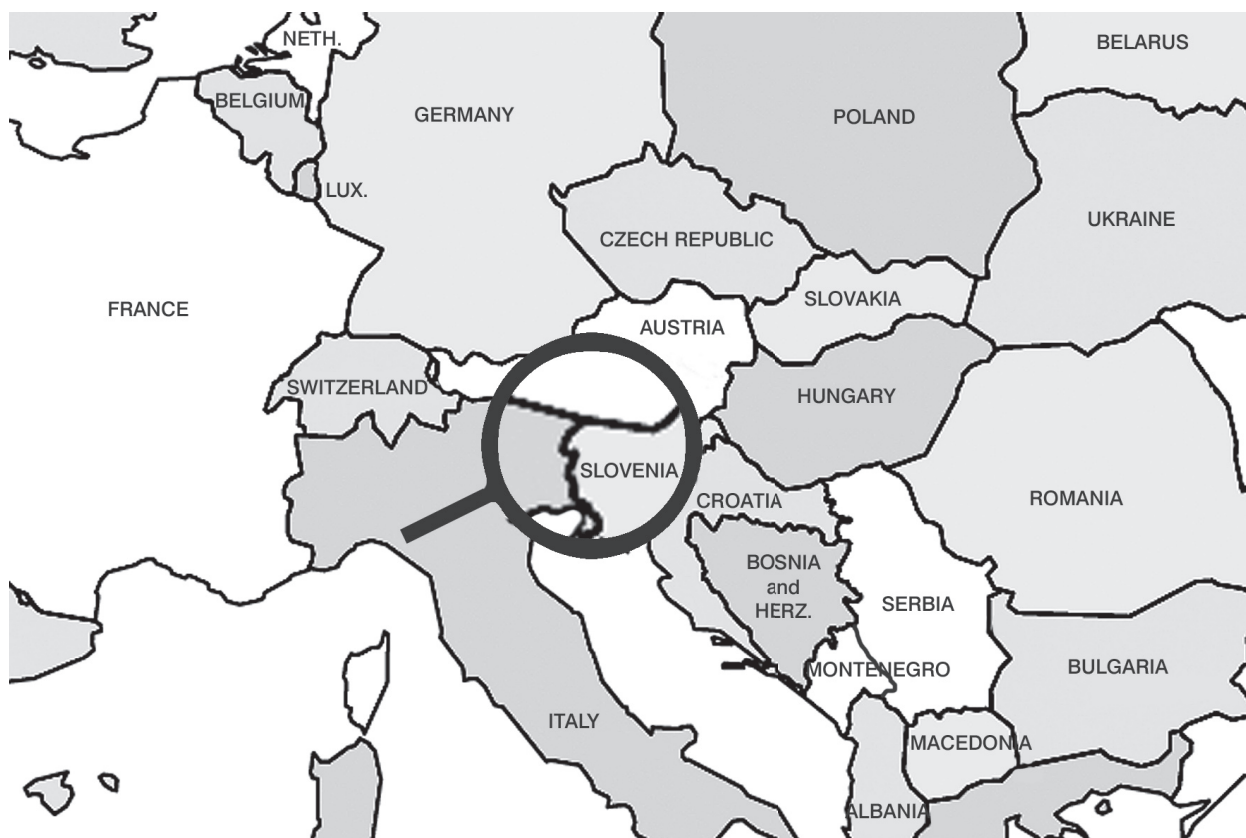 NETH.
BELARUS
BELGIUM
GERMANY
POLAND
LUX.
UKRAINE
CZECH REPUBLIC
FRANCE
SLOVAKIA
AUSTRIA
SWITZERLAND
HUNGARY
SLOVENIA
CROATIA
ROMANIA
BOSNIA
and
HERZ.
SERBIA
MONTENEGRO
BULGARIA
ITALY
MACEDONIA
ALBANIA